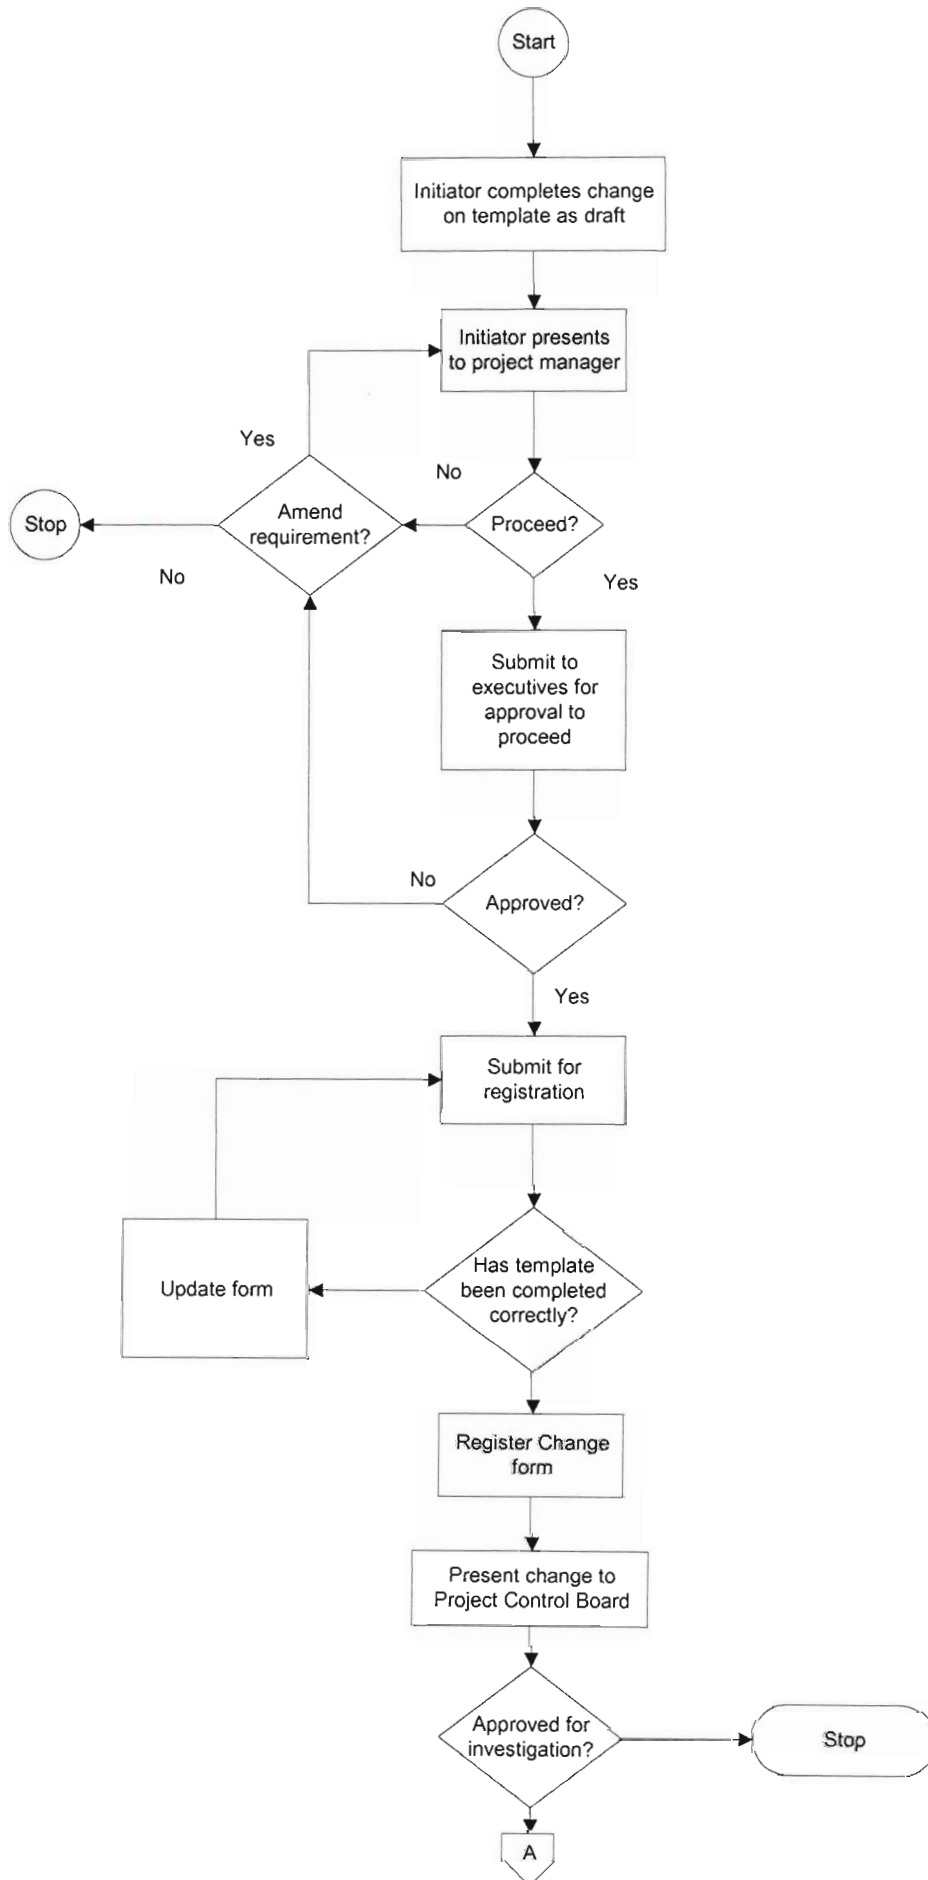 Start
Initiator completes change
on template as draft
Initiator presents
to project manager
Yes
No
Stop
Amend
requirement?
Proceed?
No
Yes
Submit to
executives for
approval to
proceed
No
Approved?
Yes
Submit for
registration
Update form
Has template
been completed
correctly?
Register Change
form
Present change to
Project Control Board
Approved for
investigation?
Stop
A